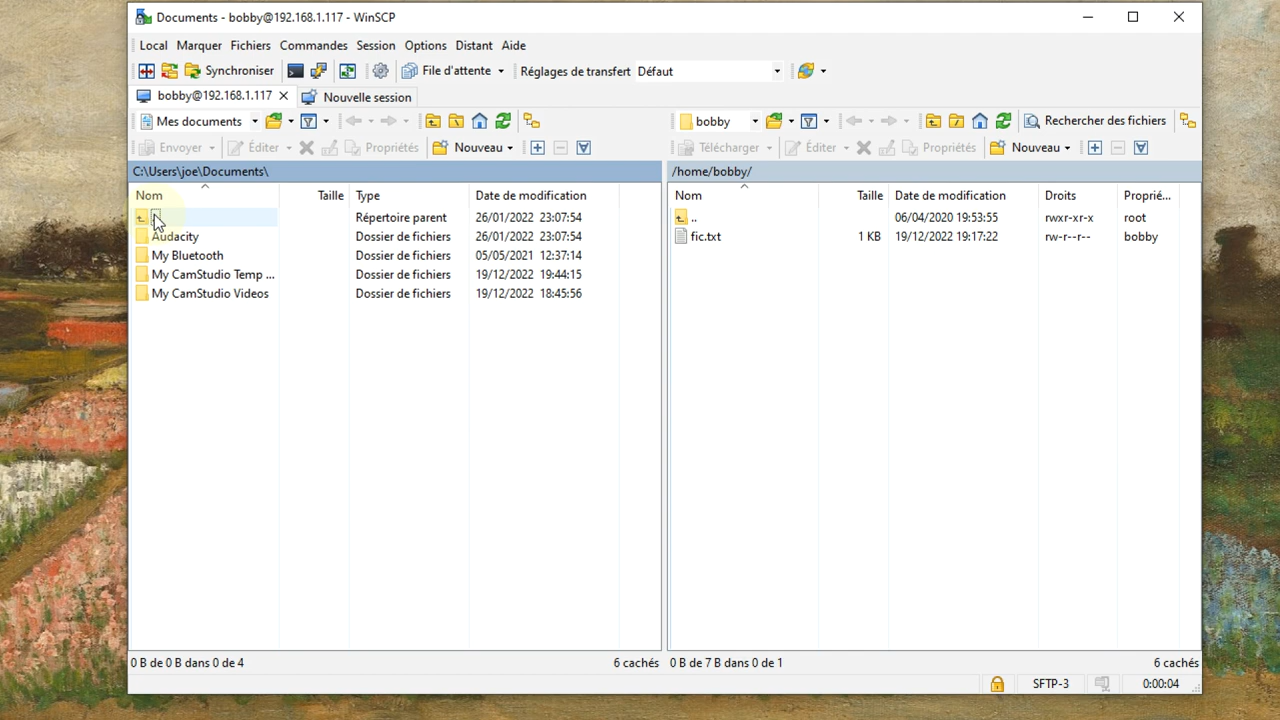 Documents - bobby@192.168.1.117 - WinSCP
Local Marquer Fichiers Commandes Session Options Distant Aide
Synchroniser File d'attente Réglages de transfert Défaut
bobby@192.168.1.117 Nouvelle session
Mes documents bobby Rechercher des fichiers
Envoyer Éditer Propriétés Nouveau Télécharger Éditer Propriétés Nouveau
C:\Users\joe\Documents\ /home/bobby/
Nom Taille Type Date de modification Nom Taille Date de modification Droits Proprié...
Répertoire parent 26/01/2022 23:07:54 .. 06/04/2020 19:53:55 rwxr-xr-x root
Audacity Dossier de fichiers 26/01/2022 23:07:54 fic.txt 1 KB 19/12/2022 19:17:22 rw-r--r-- bobby
My Bluetooth Dossier de fichiers 05/05/2021 12:37:14
My CamStudio Temp ... Dossier de fichiers 19/12/2022 19:44:15
My CamStudio Videos Dossier de fichiers 19/12/2022 18:45:56
0 B de 0 B dans 0 de 4 6 cachés 0 B de 7 B dans 0 de 1 6 cachés
SFTP-3 0:00:04